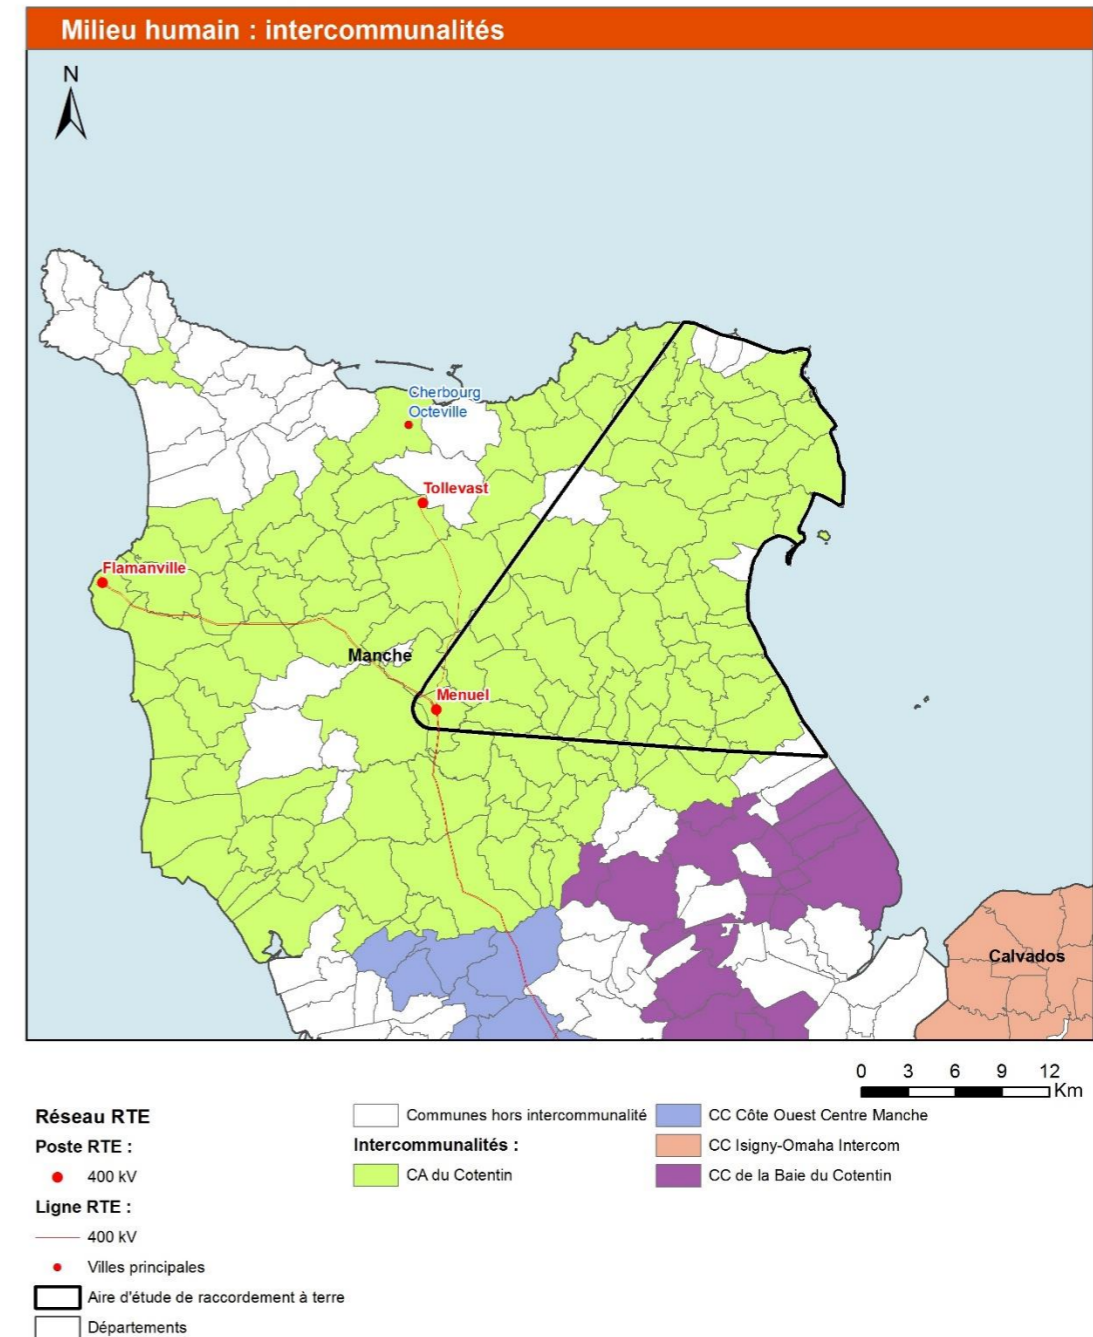 Milieu humain : intercommunalités
N
Cherbourg
Octeville
Tollevast
Flamanville
Manche
Menuel
Calvados
0 3 6 9 12
Km
Réseau RTE
Poste RTE :
400 kV
Ligne RTE :
400 kV
Villes principales
Aire d'étude de raccordement à terre
Départements
Communes hors intercommunalité
Intercommunalités :
CA du Cotentin
CC Côte Ouest Centre Manche
CC Isigny-Omaha Intercom
CC de la Baie du Cotentin